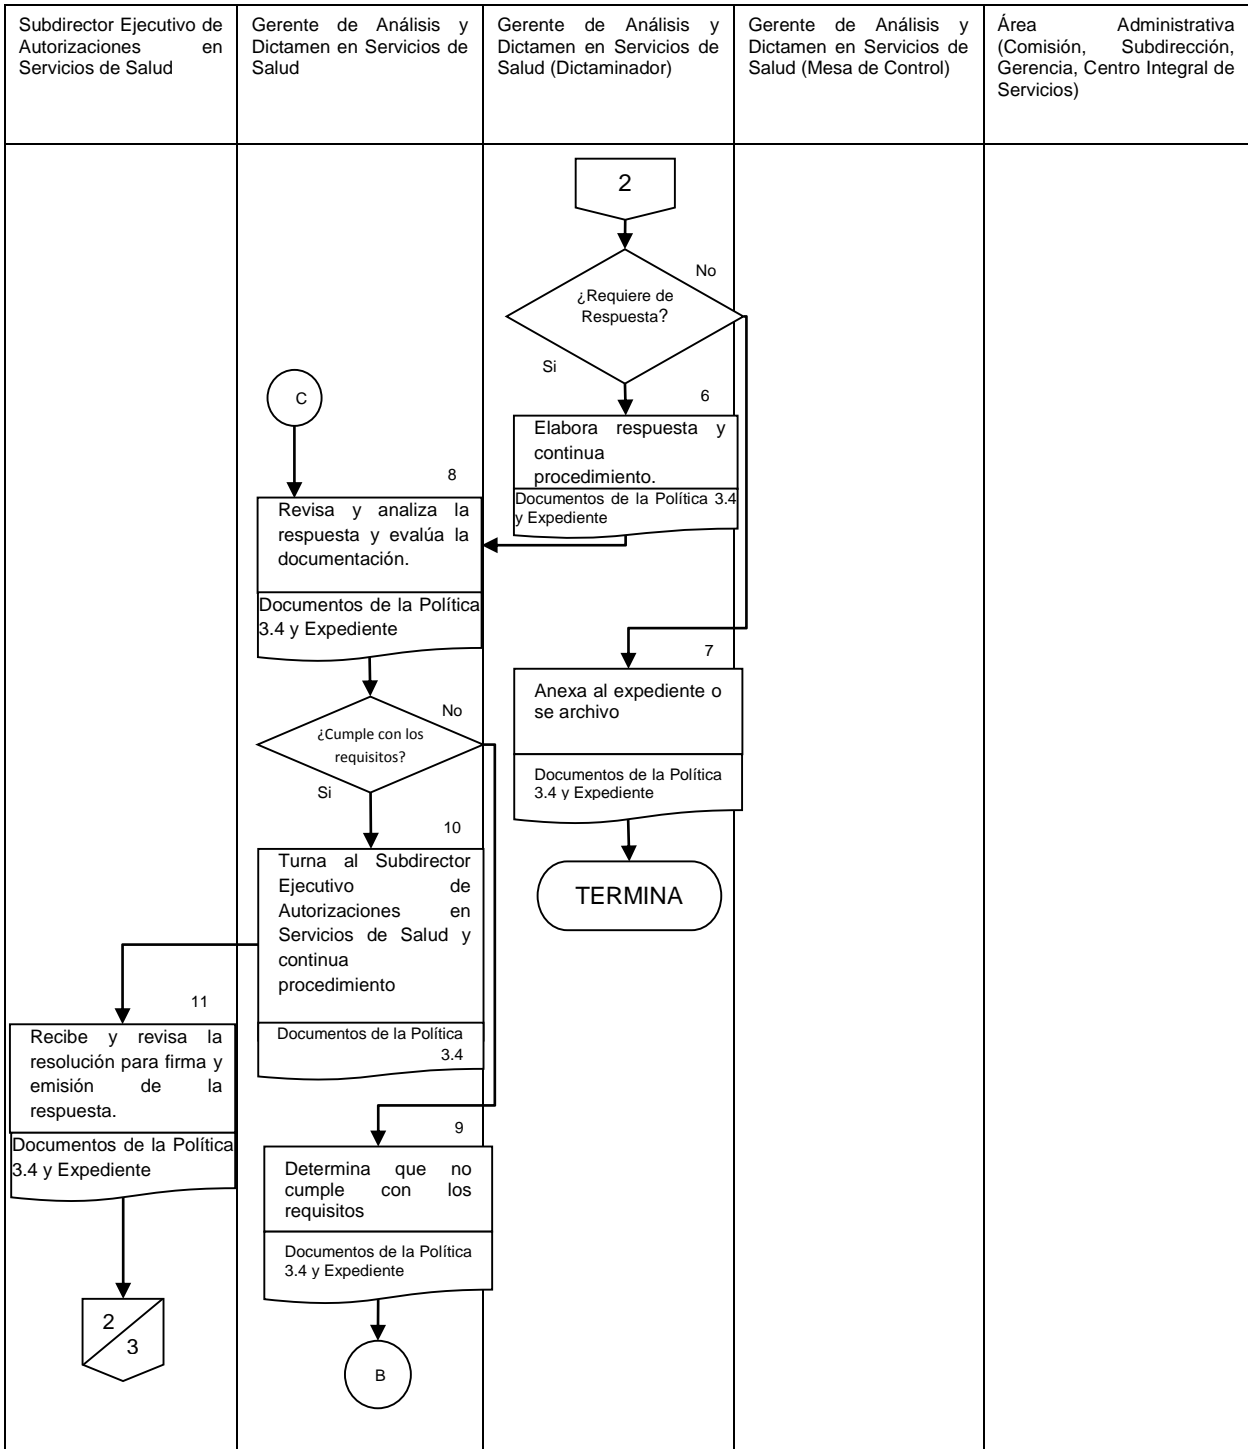 Subdirector Ejecutivo de
Autorizaciones en
Servicios de Salud
Gerente de Análisis y
Dictamen en Servicios de
Salud
Gerente de Análisis y
Dictamen en Servicios de
Salud (Dictaminador)
Gerente de Análisis y
Dictamen en Servicios de
Salud (Mesa de Control)
Área Administrativa
(Comisión, Subdirección,
Gerencia, Centro Integral de
Servicios)
2
No
¿Requiere de
Respuesta?
Si
6
Elabora respuesta y
continua
procedimiento.
Documentos de la Política 3.4
y Expediente
C
8
Revisa y analiza la
respuesta y evalúa la
documentación.
Documentos de la Política
3.4 y Expediente
7
Anexa al expediente o
se archivo
Documentos de la Política
3.4 y Expediente
TERMINA
No
¿Cumple con los
requisitos?
Si
10
Turna al Subdirector
Ejecutivo de
Autorizaciones en
Servicios de Salud y
continua
procedimiento
Documentos de la Política
3.4
11
Recibe y revisa la
resolución para firma y
emisión de la
respuesta.
Documentos de la Política
3.4 y Expediente
9
Determina que no
cumple con los
requisitos
Documentos de la Política
3.4 y Expediente
2
3
B